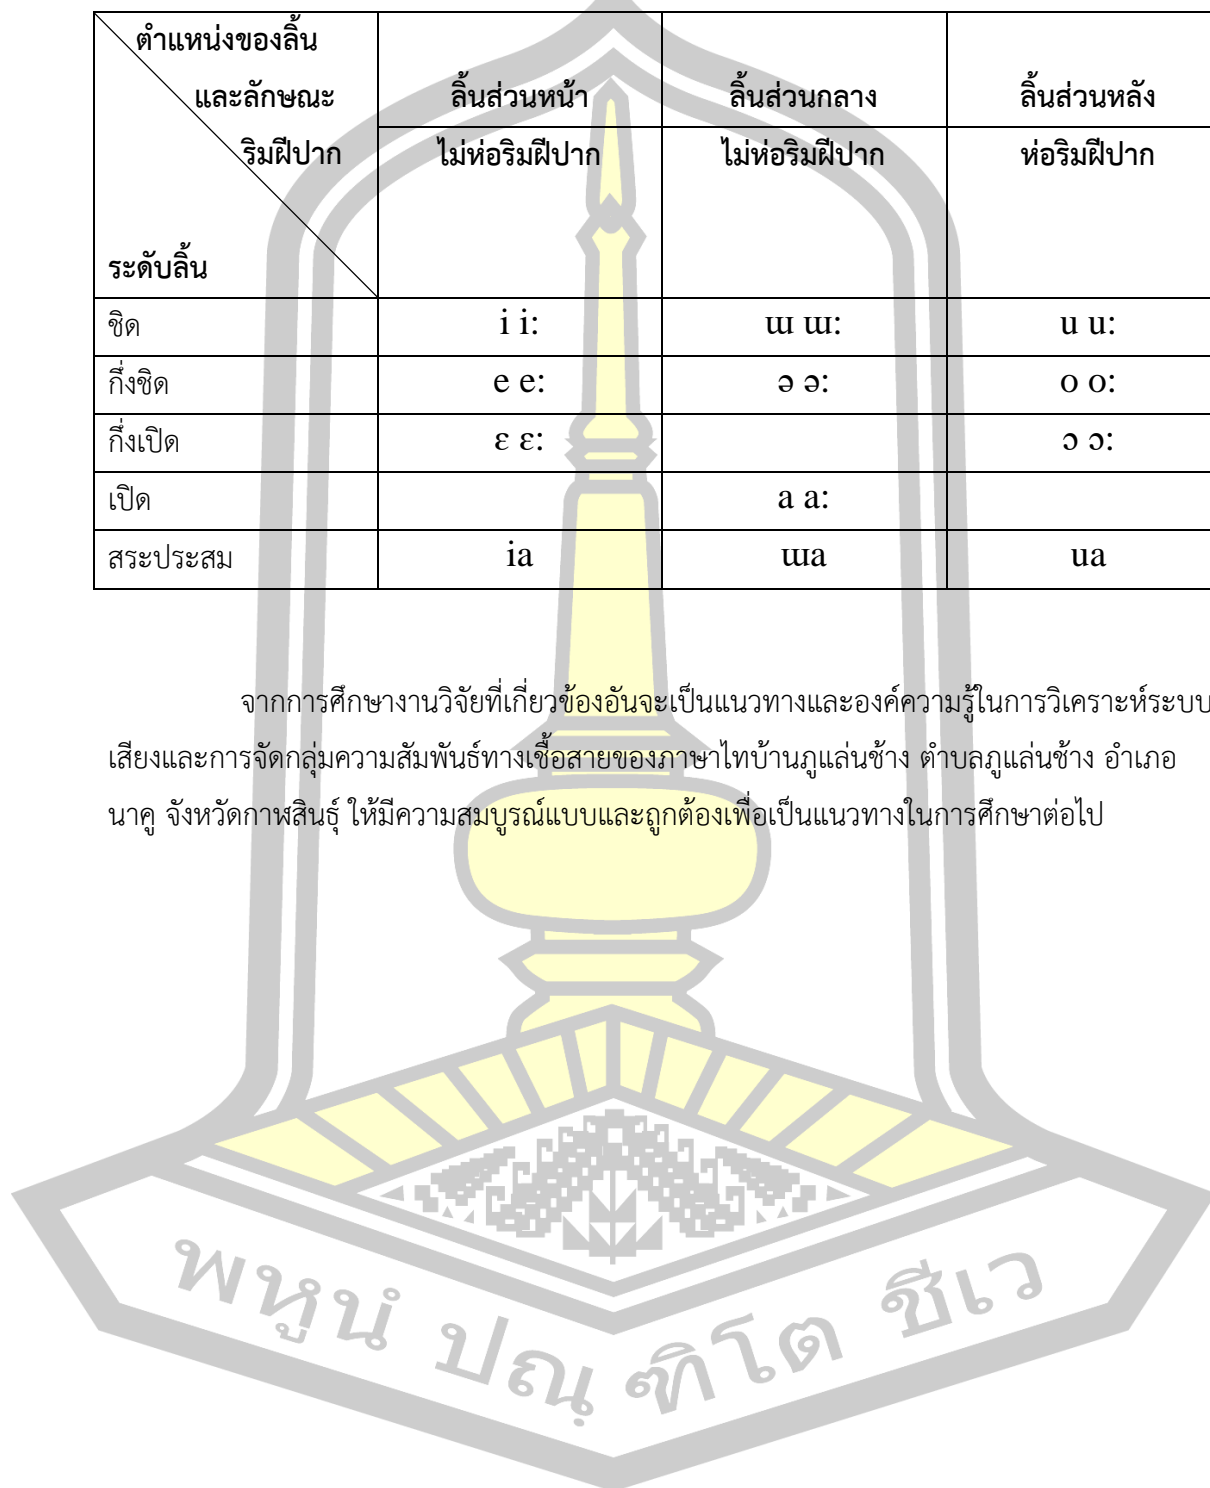 ตำแหน่งของลิ้น
และลักษณะ ลิ้นส่วนหน้า ลิ้นส่วนกลาง ลิ้นส่วนหลัง
ริมฝีปาก ไม่ห่อริมฝีปาก ไม่ห่อริมฝีปาก ห่อริมฝีปาก
ระดับลิ้น
ชิด i i: ɯ ɯ: u u:
กึ่งชิด e e: ə ə: o o:
กึ่งเปิด ɛ ɛ: ɔ ɔ:
เปิด a a:
สระประสม ia ɯa ua
จากการศึกษางานวิจัยที่เกี่ยวข้องอันจะเป็นแนวทางและองค์ความรู้ในการวิเคราะห์ระบบ
เสียงและการจัดกลุ่มความสัมพันธ์ทางเชื้อสายของภาษาไทบ้านภูแล่นช้าง ตำบลภูแล่นช้าง อำเภอ
นาคู จังหวัดกาฬสินธุ์ ให้มีความสมบูรณ์แบบและถูกต้องเพื่อเป็นแนวทางในการศึกษาต่อไป
พหูนํ ปณฺฑิโต ชีเว